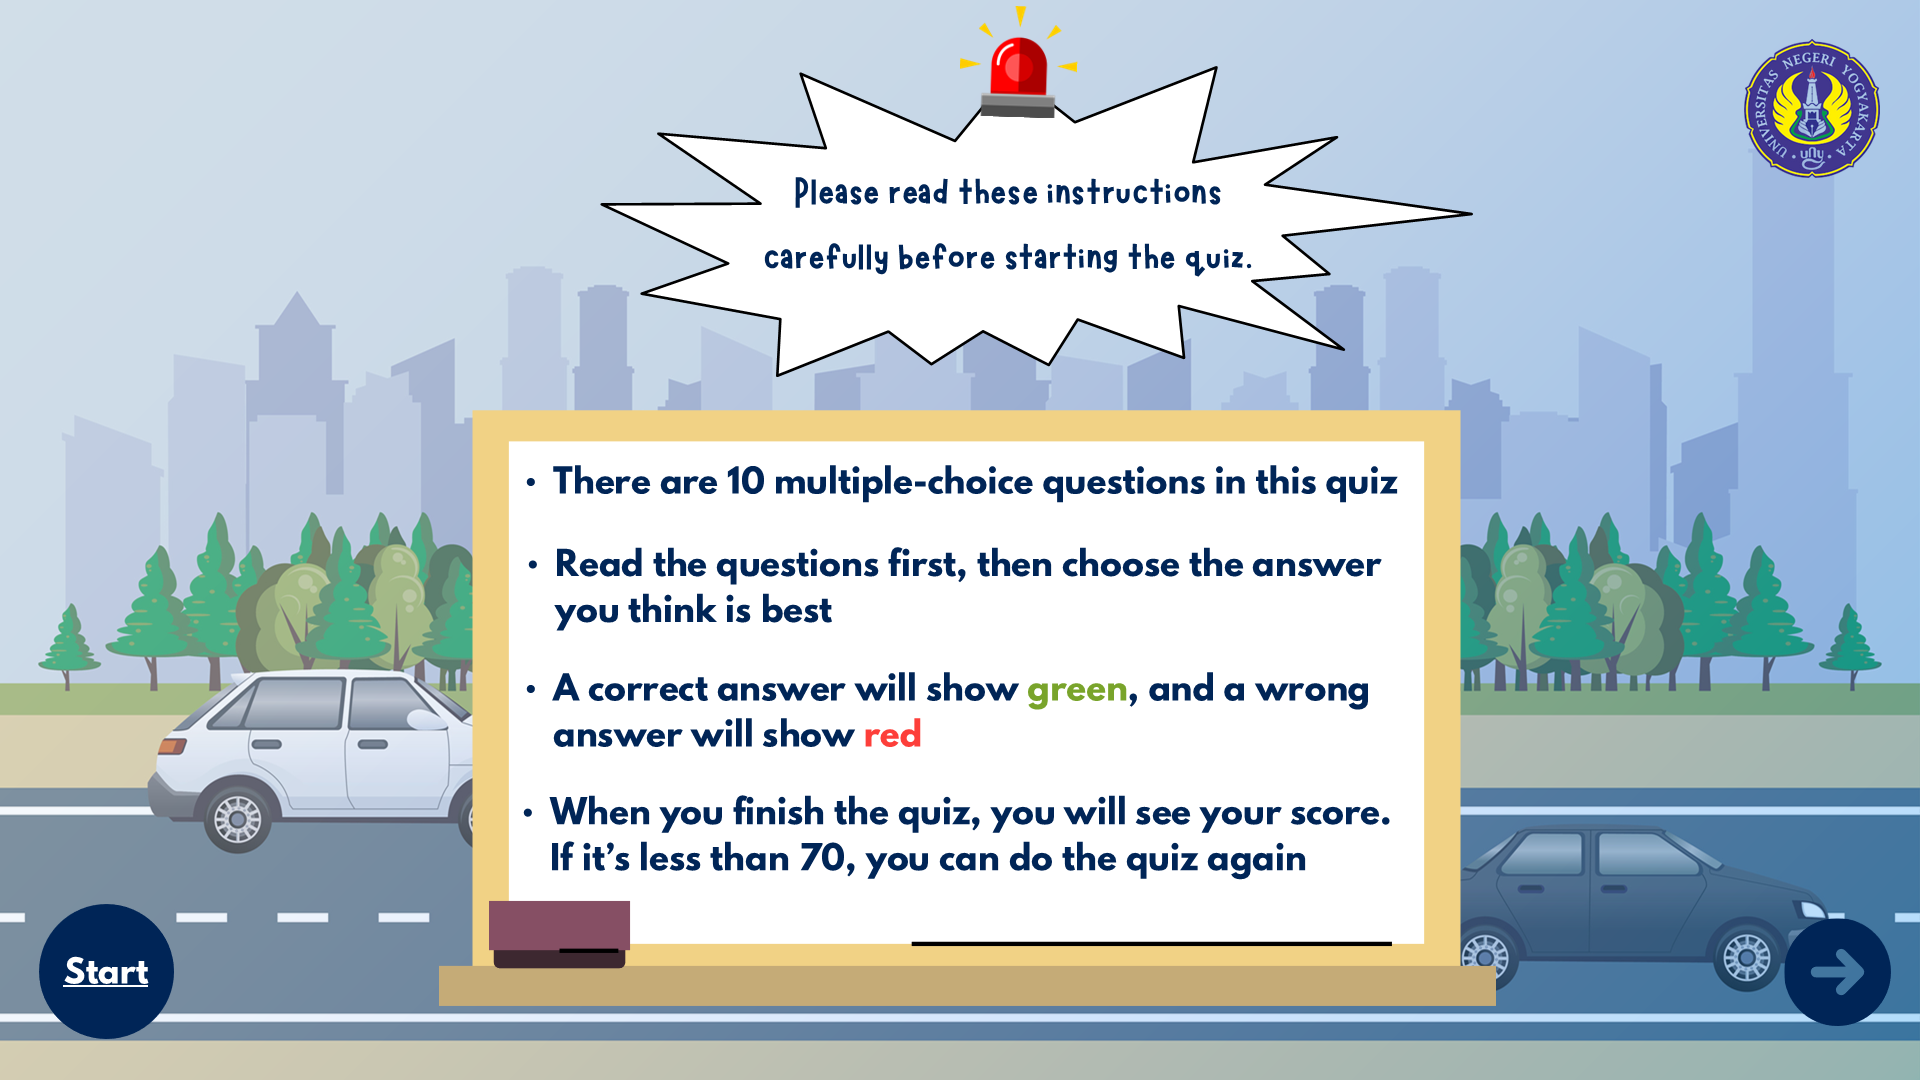 UNIVERSITAS NEGERI YOGYAKARTA
uny
Please read these instructions
carefully before starting the quiz.
• There are 10 multiple-choice questions in this quiz
• Read the questions first, then choose the answer
you think is best
• A correct answer will show green, and a wrong
answer will show red
• When you finish the quiz, you will see your score.
If it’s less than 70, you can do the quiz again
Start